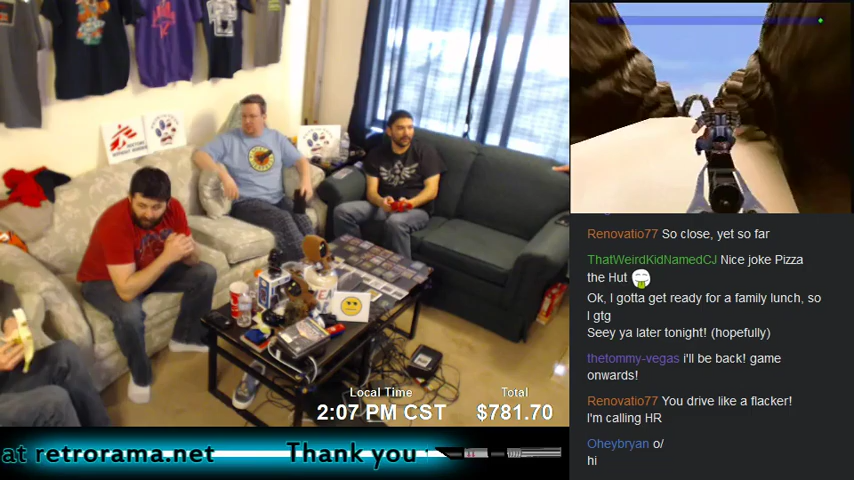 Renovatio77 So close, yet so far
ThatWeirdKidNamedCJ Nice joke Pizza
the Hut
Ok, I gotta get ready for a family lunch, so
I gtg
Seey ya later tonight! (hopefully)
thetommy-vegas i'll be back! game
onwards!
Renovatio77 You drive like a flacker!
I'm calling HR
Oheybryan o/
hi
Local Time
Total
2:07 PM CST
$781.70
at retrorama.net
Thank you